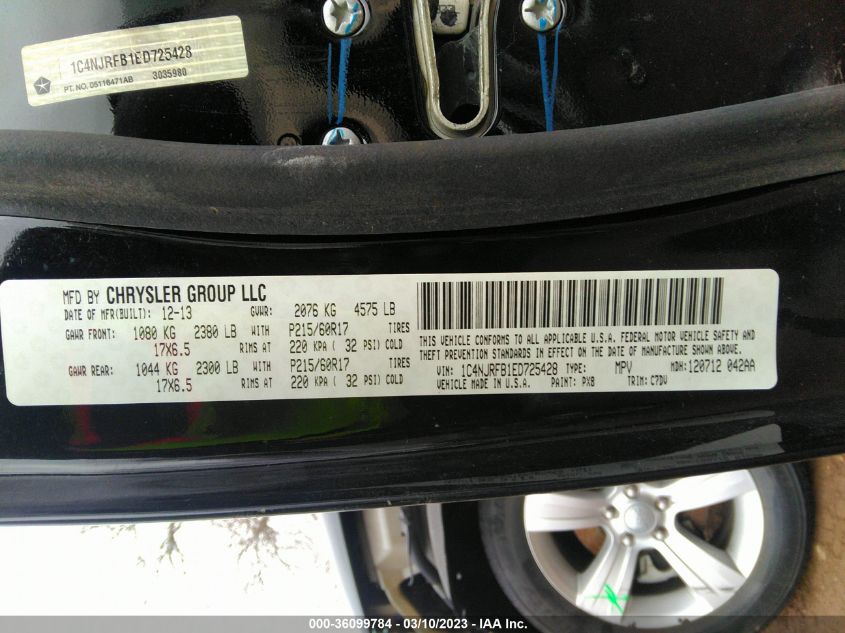 1C4NJRFB1ED725428
PT. NO. 05116471AB 3035980
MFD BY CHRYSLER GROUP LLC
DATE OF MFR(BUILT): 12-13 GVWR: 2076 KG 4575 LB
GAWR FRONT: 1080 KG 2380 LB WITH P215/60R17 TIRES
17X6.5 RIMS AT 220 KPA ( 32 PSI) COLD
GAWR REAR: 1044 KG 2300 LB WITH P215/60R17 TIRES
17X6.5 RIMS AT 220 KPA ( 32 PSI) COLD
THIS VEHICLE CONFORMS TO ALL APPLICABLE U.S.A. FEDERAL MOTOR VEHICLE SAFETY AND
THEFT PREVENTION STANDARDS IN EFFECT ON THE DATE OF MANUFACTURE SHOWN ABOVE.
VIN: 1C4NJRFB1ED725428 TYPE: MPV MDH: 120712 042AA
VEHICLE MADE IN U.S.A. PAINT: PXB TRIM: C7DV
000-36099784 - 03/10/2023 - IAA Inc.